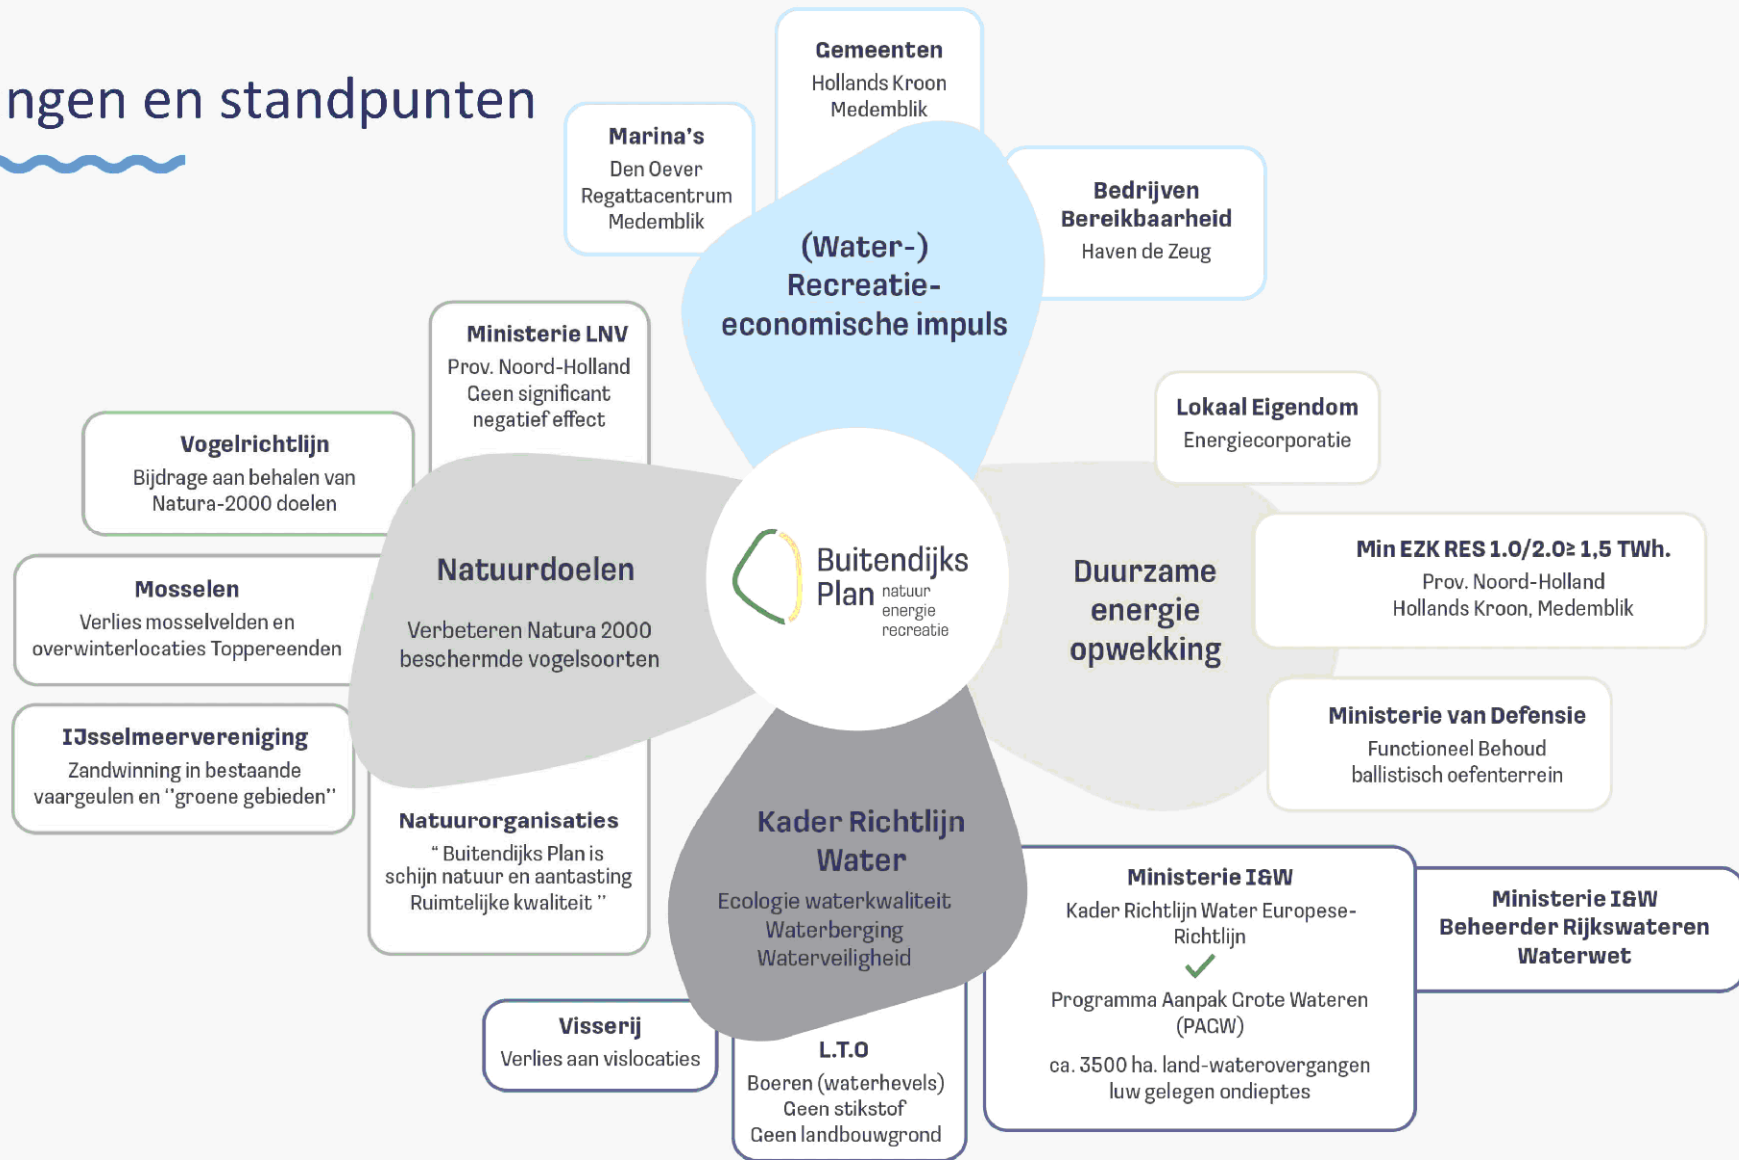 ngen en standpunten
Gemeenten
Hollands Kroon
Medemblik
Marina's
Den Oever
Regattacentrum
Medemblik
Bedrijven
Bereikbaarheid
Haven de Zeug
(Water-)
Recreatie-
economische impuls
Ministerie LNV
Prov. Noord-Holland
Geen significant
negatief effect
Vogelrichtlijn
Bijdrage aan behalen van
Natura-2000 doelen
Mosselen
Verlies mosselvelden en
overwinterlocaties Toppereenden
IJsselmeervereniging
Zandwinning in bestaande
vaargeulen en ''groene gebieden''
Natuurorganisaties
“ Buitendijks Plan is
schijn natuur en aantasting
Ruimtelijke kwaliteit ’’
Natuurdoelen
Verbeteren Natura 2000
beschermde vogelsoorten
Buitendijks
Plan natuur
energie
recreatie
Lokaal Eigendom
Energiecorporatie
Duurzame
energie
opwekking
Min EZK RES 1.0/2.0≥ 1,5 TWh.
Prov. Noord-Holland
Hollands Kroon, Medemblik
Ministerie van Defensie
Functioneel Behoud
ballistisch oefenterrein
Kader Richtlijn
Water
Ecologie waterkwaliteit
Waterberging
Waterveiligheid
Visserij
Verlies aan vislocaties
L.T.O
Boeren (waterhevels)
Geen stikstof
Geen landbouwgrond
Ministerie I&W
Kader Richtlijn Water Europese-
Richtlijn
Programma Aanpak Grote Wateren
(PAGW)
ca. 3500 ha. land-waterovergangen
luw gelegen ondieptes
Ministerie I&W
Beheerder Rijkswateren
Waterwet